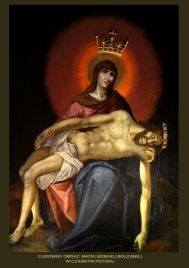 CUDOWNY OBRAZ MATKI BOSKIEJ BOLESNEJ
W CZARNYM POTOKU